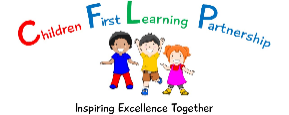 Children First Learning Partnership
Inspiring Excellence Together